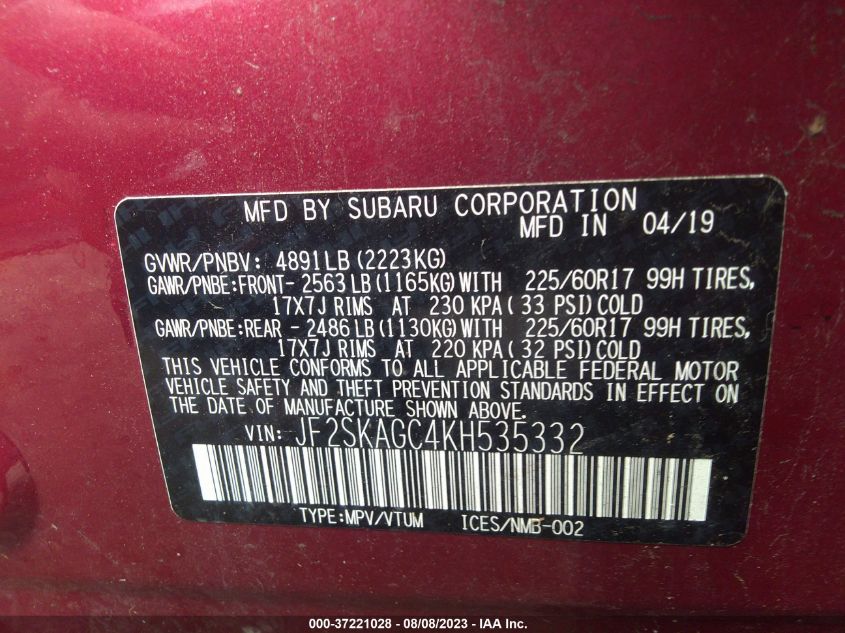 MFD BY SUBARU CORPORATION
MFD IN 04/19
GVWR/PNBV: 4891LB(2223KG)
GAWR/PNBE:FRONT- 2563LB(1165KG)WITH 225/60R17 99H TIRES,
17X7J RIMS AT 230 KPA( 33 PSI)COLD
GAWR/PNBE:REAR - 2486LB(1130KG)WITH 225/60R17 99H TIRES,
17X7J RIMS AT 220 KPA( 32 PSI)COLD
THIS VEHICLE CONFORMS TO ALL APPLICABLE FEDERAL MOTOR
VEHICLE SAFETY AND THEFT PREVENTION STANDARDS IN EFFECT ON
THE DATE OF MANUFACTURE SHOWN ABOVE.
VIN: JF2SKAGC4KH535332
TYPE:MPV/VTUM ICES/NMB-002
000-37221028 - 08/08/2023 - IAA Inc.